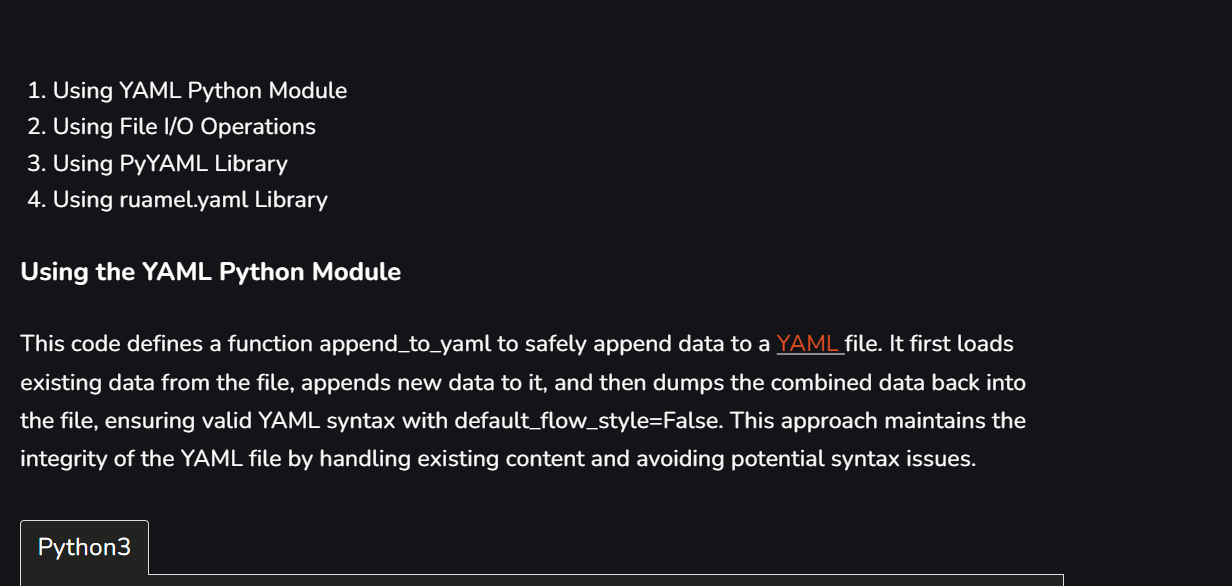 1. Using YAML Python Module
2. Using File I/O Operations
3. Using PyYAML Library
4. Using ruamel.yaml Library
Using the YAML Python Module
This code defines a function append_to_yaml to safely append data to a YAML file. It first loads
existing data from the file, appends new data to it, and then dumps the combined data back into
the file, ensuring valid YAML syntax with default_flow_style=False. This approach maintains the
integrity of the YAML file by handling existing content and avoiding potential syntax issues.
Python3